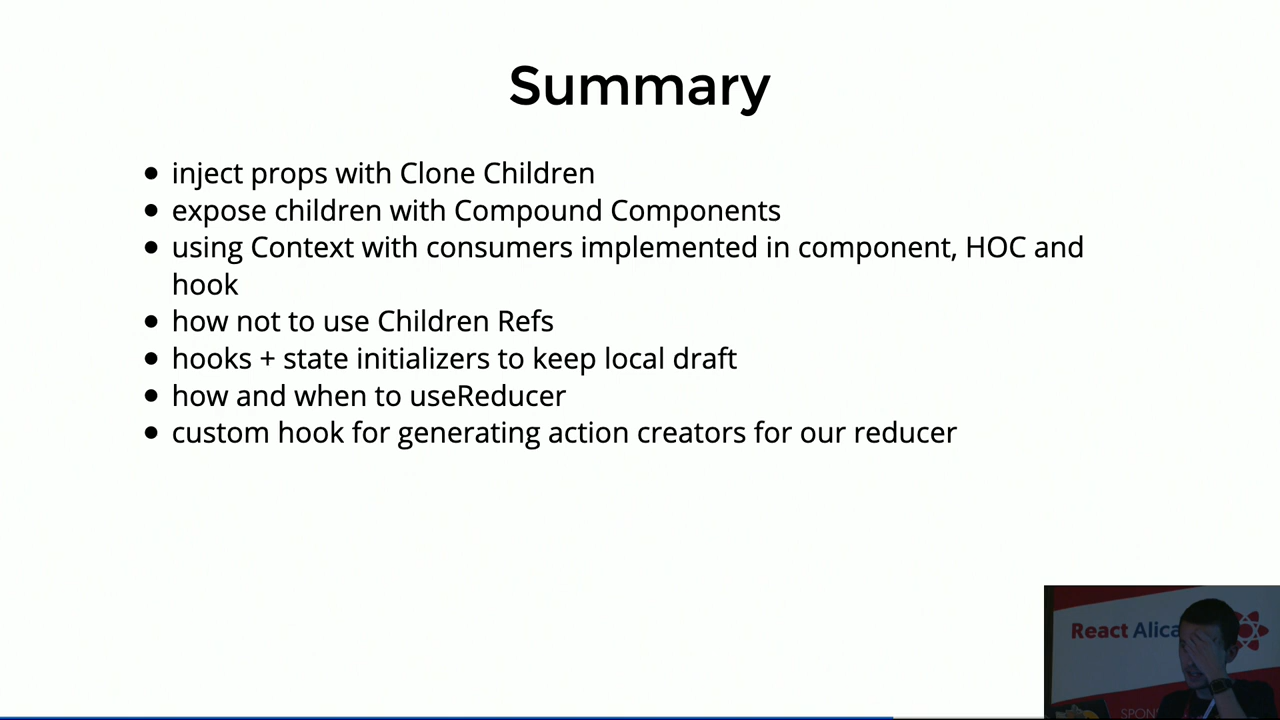 Summary
• inject props with Clone Children
• expose children with Compound Components
• using Context with consumers implemented in component, HOC and
hook
• how not to use Children Refs
• hooks + state initializers to keep local draft
• how and when to useReducer
• custom hook for generating action creators for our reducer
React Alica
SPON